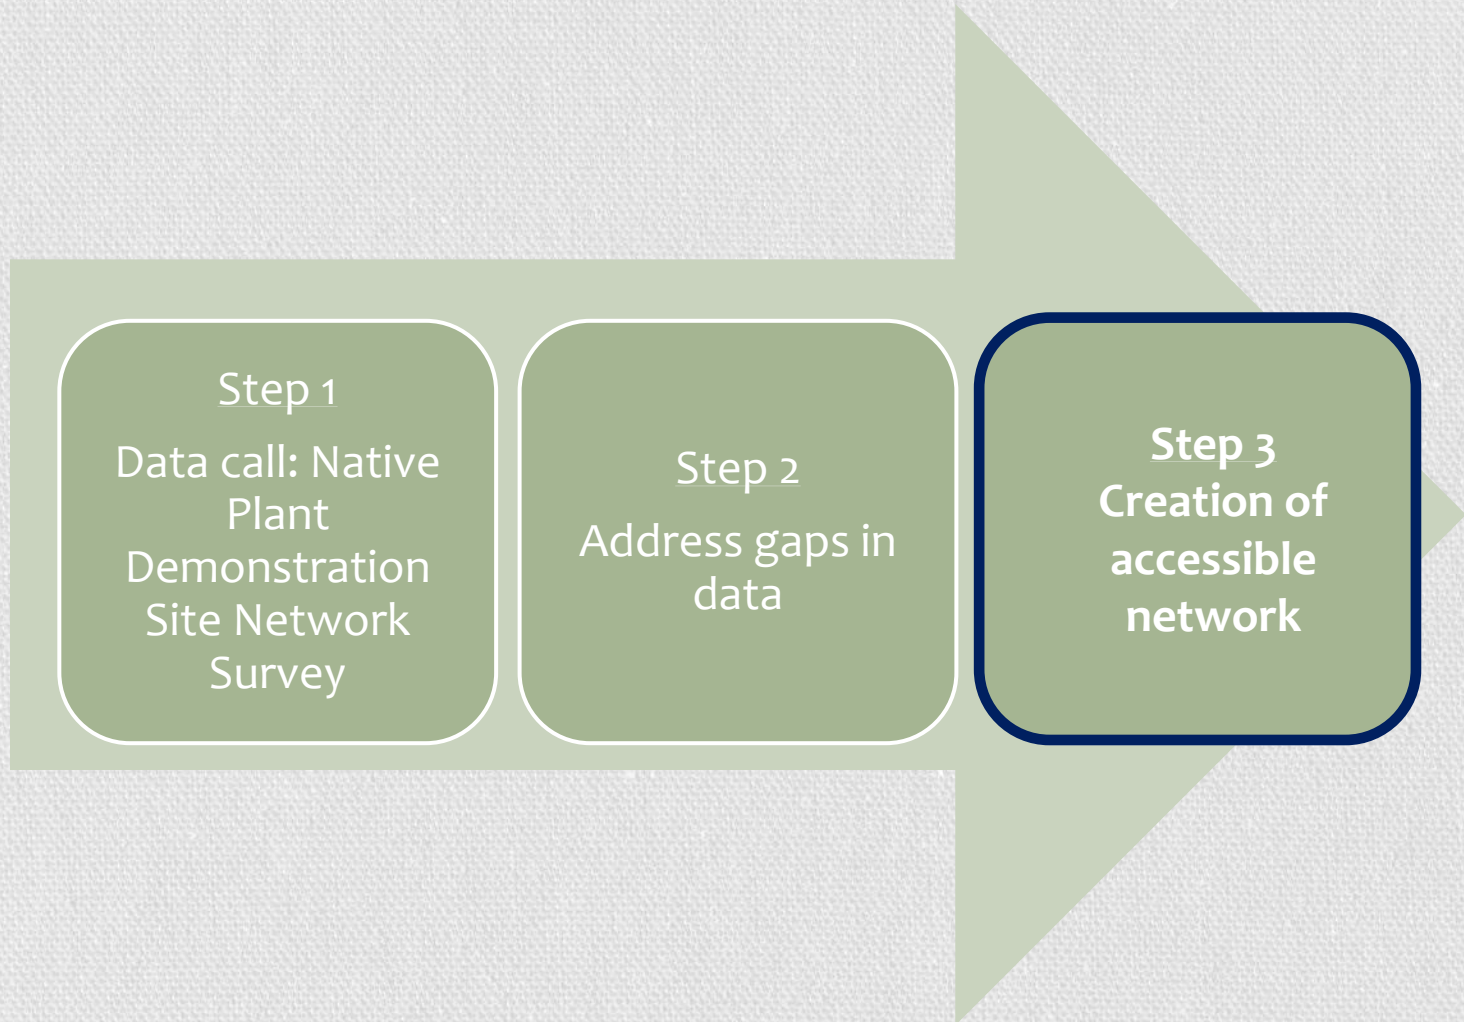 Step 1
Data call: Native
Plant
Demonstration
Site Network
Survey
Step 2
Address gaps in
data
Step 3
Creation of
accessible
network